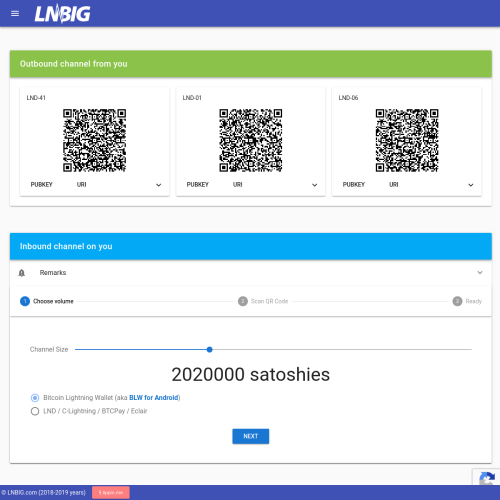 LNBIG
Outbound channel from you
LND-41
LND-01
LND-06
PUBKEY URI
PUBKEY URI
PUBKEY URI
Inbound channel on you
Remarks
1 Choose volume
2 Scan QR Code
3 Ready
Channel Size
2020000 satoshies
Bitcoin Lightning Wallet (aka BLW for Android)
LND / C-Lightning / BTCPay / Eclair
NEXT
© LNBIG.com (2018-2019 years)